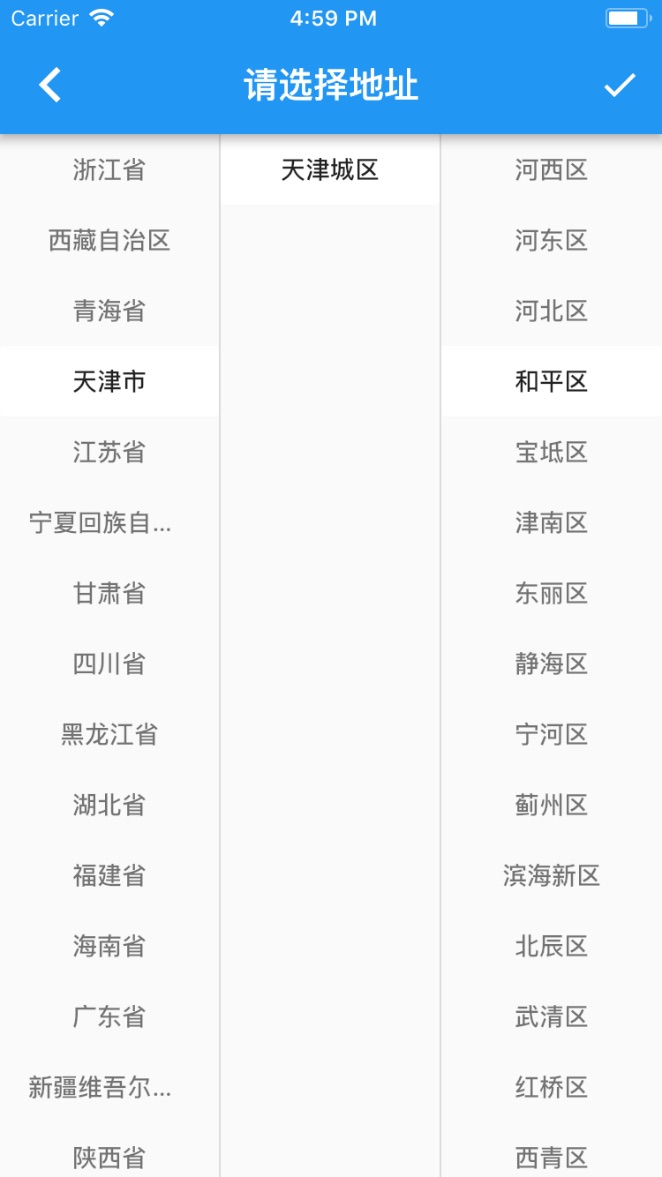 Carrier 4:59 PM
请选择地址
浙江省 天津城区 河西区
西藏自治区 河东区
青海省 河北区
天津市 和平区
江苏省 宝坻区
宁夏回族自... 津南区
甘肃省 东丽区
四川省 静海区
黑龙江省 宁河区
湖北省 蓟州区
福建省 滨海新区
海南省 北辰区
广东省 武清区
新疆维吾尔... 红桥区
陕西省 西青区